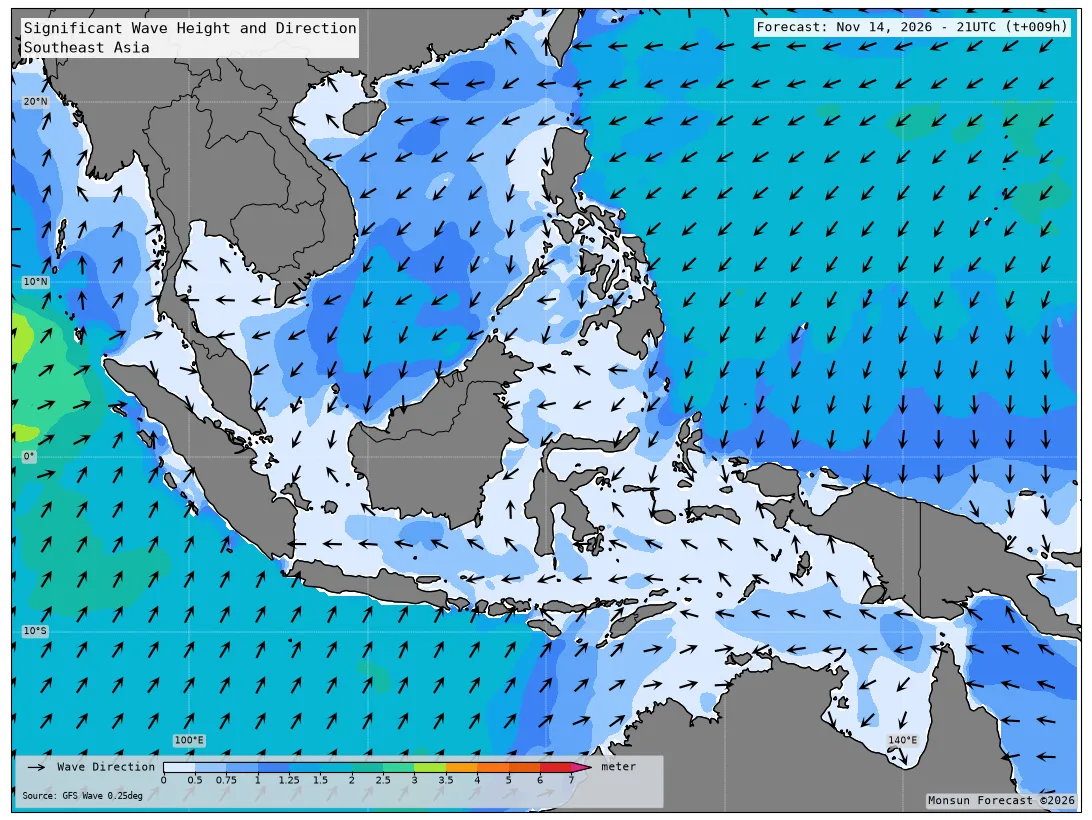 Significant Wave Height and Direction
Southeast Asia
Forecast: Nov 14, 2026 - 21UTC (t+009h)
20°N
10°N
0°
10°S
100°E
140°E
Wave Direction
meter
0 0.5 0.75 1 1.25 1.5 2 2.5 3 3.5 4 5 6 7
Source: GFS Wave 0.25deg
Monsun Forecast ©2026